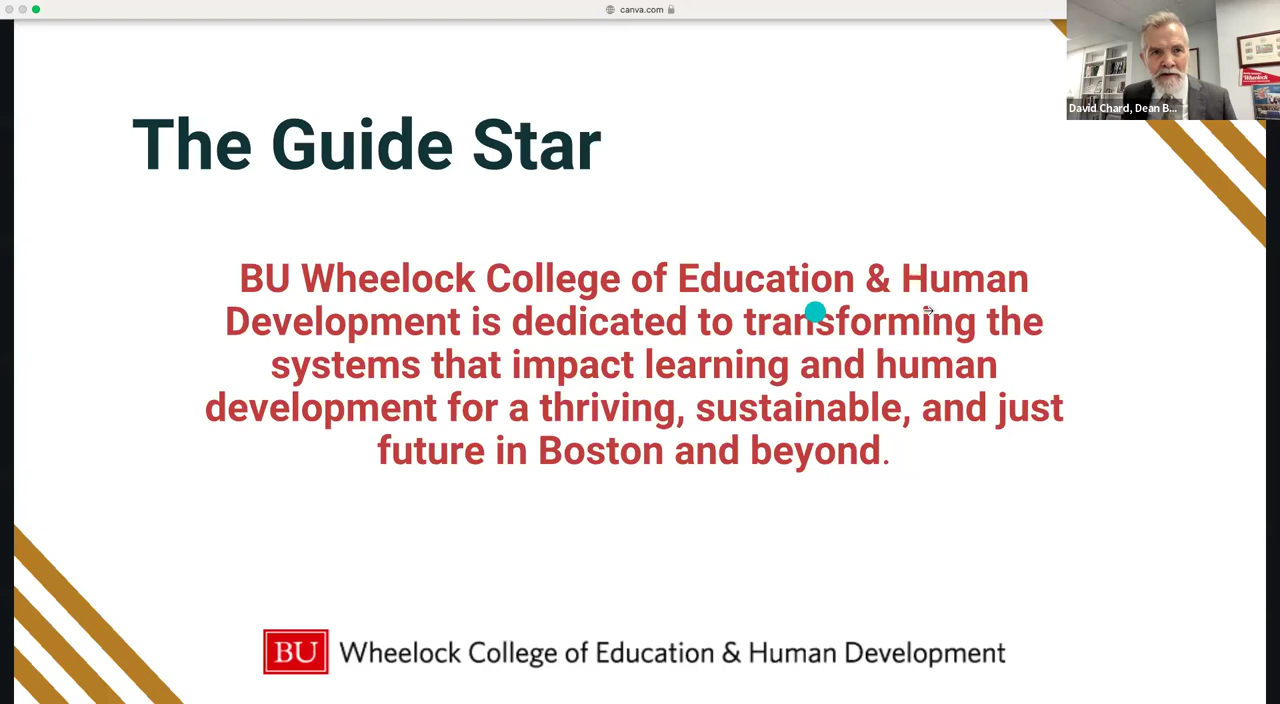 canva.com
David Chard, Dean B...
Wheelock
The Guide Star
BU Wheelock College of Education & Human
Development is dedicated to transforming the
systems that impact learning and human
development for a thriving, sustainable, and just
future in Boston and beyond.
BU Wheelock College of Education & Human Development